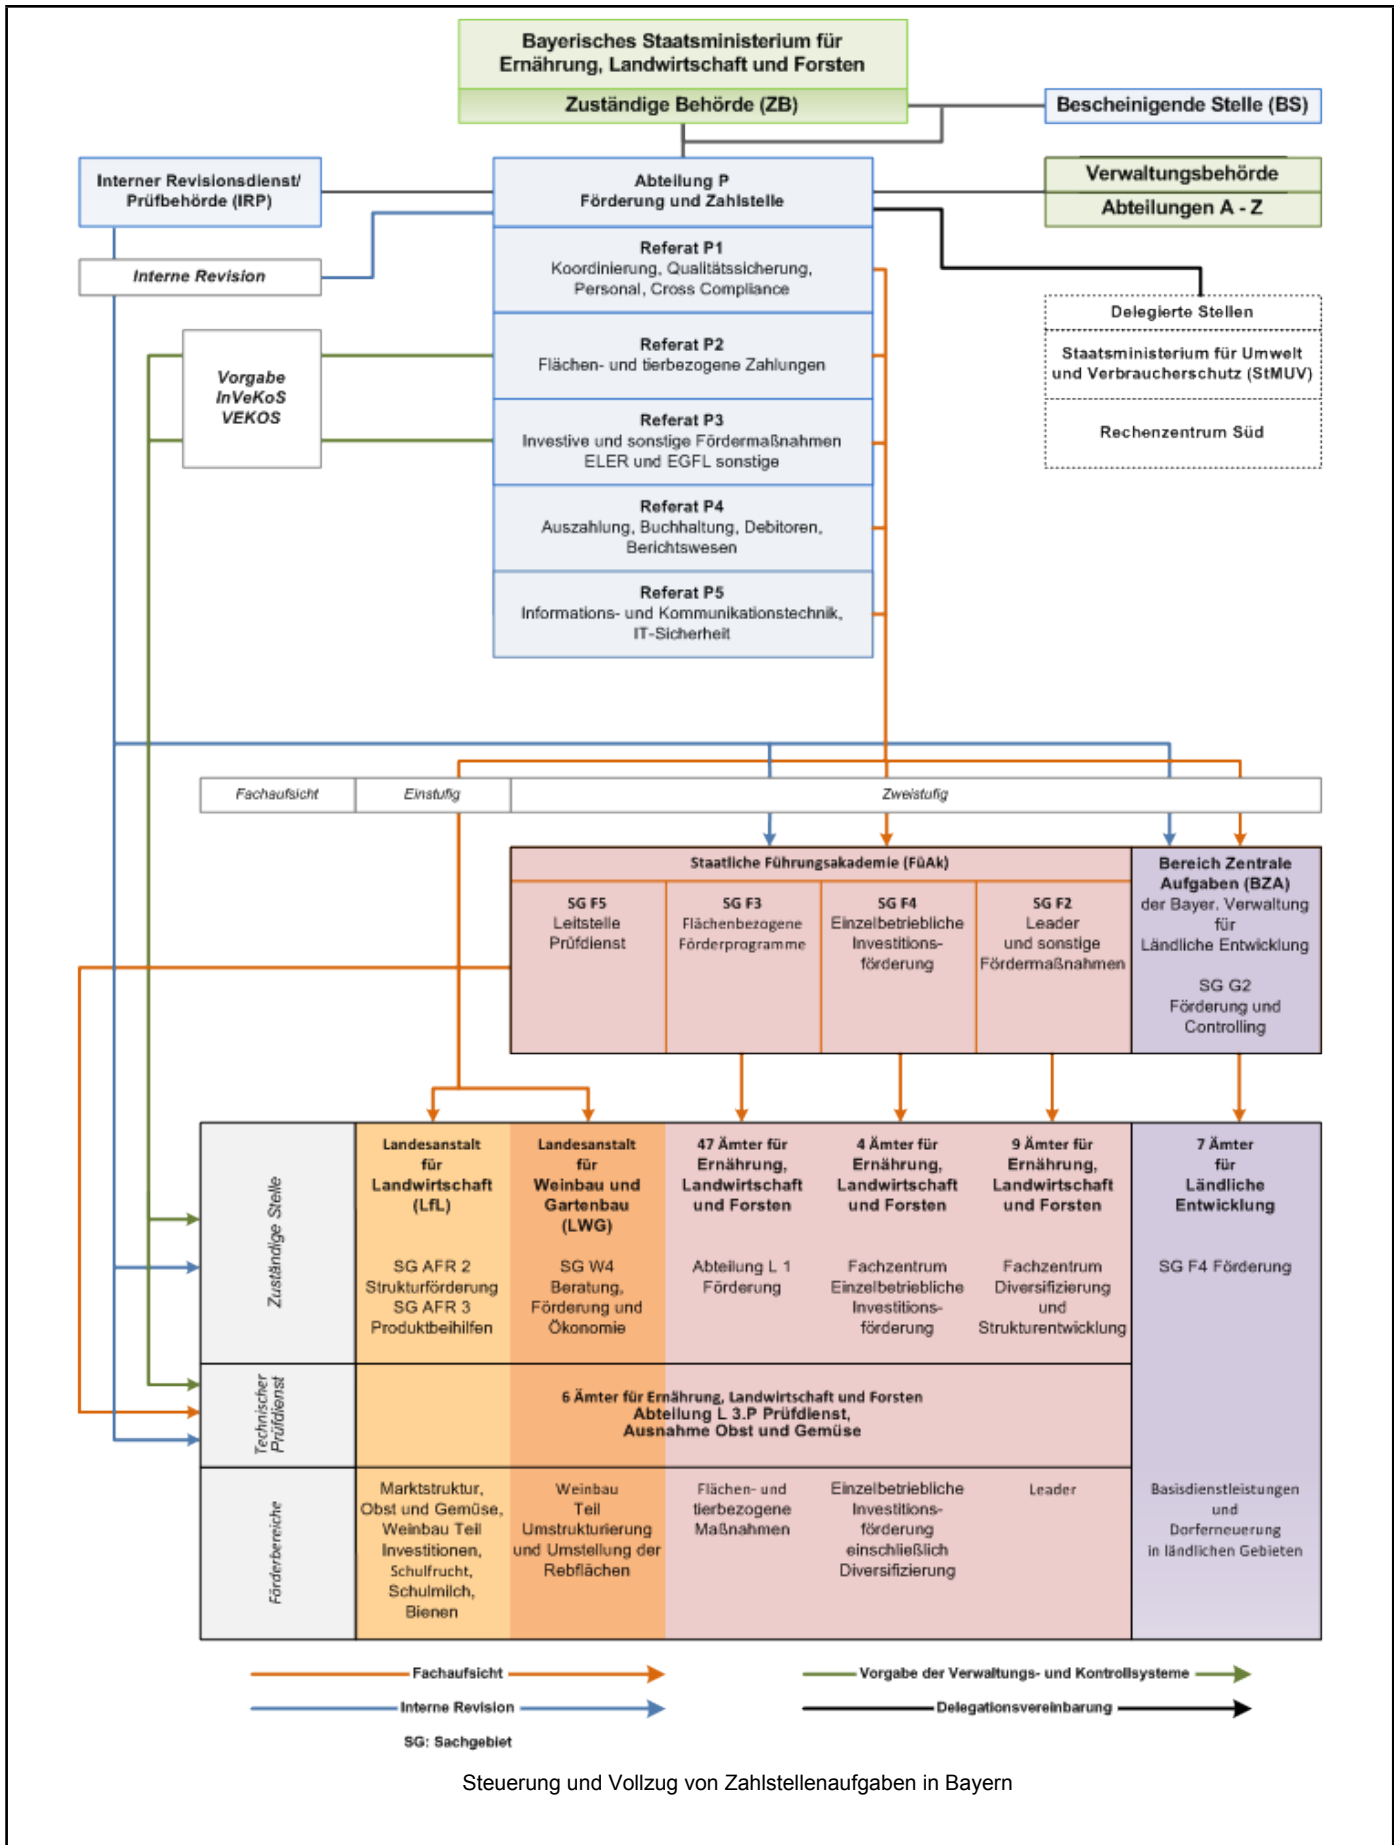 Bayerisches Staatsministerium für
Ernährung, Landwirtschaft und Forsten
Zuständige Behörde (ZB)
Bescheinigende Stelle (BS)
Interner Revisionsdienst/
Prüfbehörde (IRP)
Abteilung P
Förderung und Zahlstelle
Verwaltungsbehörde
Abteilungen A - Z
Interne Revision
Referat P1
Koordinierung, Qualitätssicherung,
Personal, Cross Compliance
Delegierte Stellen
Staatsministerium für Umwelt
und Verbraucherschutz (StMUV)
Rechenzentrum Süd
Vorgabe
InVeKoS
VEKOS
Referat P2
Flächen- und tierbezogene Zahlungen
Referat P3
Investive und sonstige Fördermaßnahmen
ELER und EGFL sonstige
Referat P4
Auszahlung, Buchhaltung, Debitoren,
Berichtswesen
Referat P5
Informations- und Kommunikationstechnik,
IT-Sicherheit
Fachaufsicht
Einstufig
Zweistufig
Staatliche Führungsakademie (FüAk)
SG F5
Leitstelle
Prüfdienst
SG F3
Flächenbezogene
Förderprogramme
SG F4
Einzelbetriebliche
Investitions-
förderung
SG F2
Leader
und sonstige
Fördermaßnahmen
Bereich Zentrale
Aufgaben (BZA)
der Bayer. Verwaltung
für
Ländliche Entwicklung
SG G2
Förderung und
Controlling
Zuständige Stelle
Landesanstalt
für
Landwirtschaft
(LfL)
SG AFR 2
Strukturförderung
SG AFR 3
Produktbeihilfen
Landesanstalt
für
Weinbau und
Gartenbau
(LWG)
SG W4
Beratung,
Förderung und
Ökonomie
47 Ämter für
Ernährung,
Landwirtschaft
und Forsten
Abteilung L 1
Förderung
4 Ämter für
Ernährung,
Landwirtschaft
und Forsten
Fachzentrum
Einzelbetriebliche
Investitions-
förderung
9 Ämter für
Ernährung,
Landwirtschaft
und Forsten
Fachzentrum
Diversifizierung
und
Strukturentwicklung
7 Ämter
für
Ländliche
Entwicklung
SG F4 Förderung
Technischer
Prüfdienst
6 Ämter für Ernährung, Landwirtschaft und Forsten
Abteilung L 3.P Prüfdienst,
Ausnahme Obst und Gemüse
Förderbereiche
Marktstruktur,
Obst und Gemüse,
Weinbau Teil
Investitionen,
Schulfrucht,
Schulmilch,
Bienen
Weinbau
Teil
Umstrukturierung
und Umstellung der
Rebflächen
Flächen- und
tierbezogene
Maßnahmen
Einzelbetriebliche
Investitions-
förderung
einschließlich
Diversifizierung
Leader
Basisdienstleistungen
und
Dorferneuerung
in ländlichen Gebieten
Fachaufsicht
Vorgabe der Verwaltungs- und Kontrollsysteme
Interne Revision
Delegationsvereinbarung
SG: Sachgebiet
Steuerung und Vollzug von Zahlstellenaufgaben in Bayern